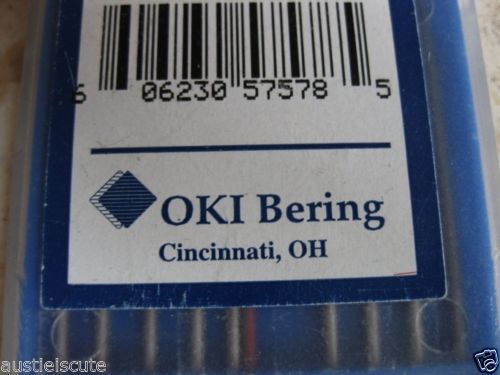 6 06230 57578 5
OKI Bering
Cincinnati, OH
austieiscute